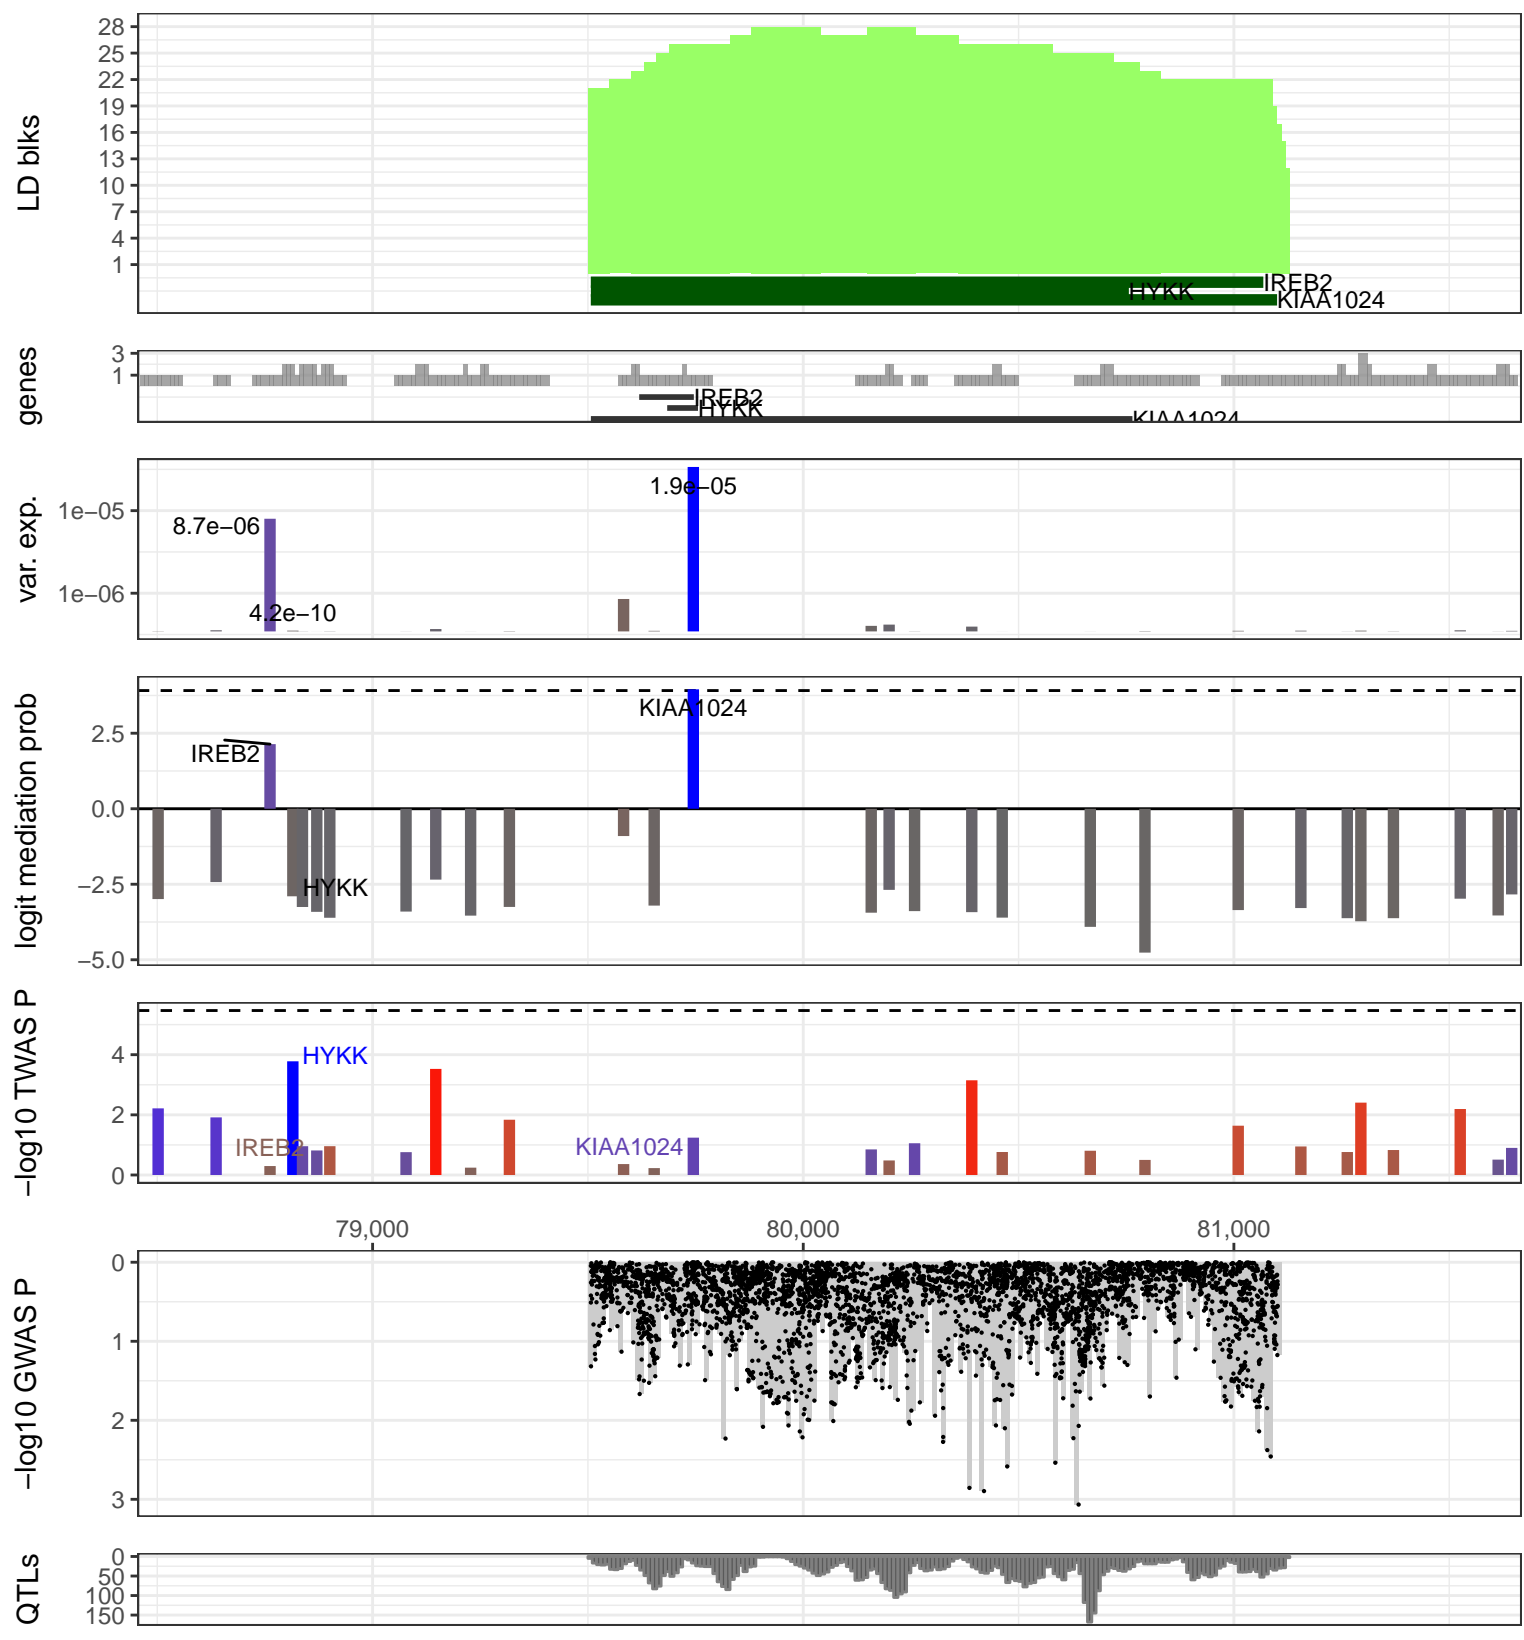 LD blks
28
25
22
19
16
13
10
7
4
1
IREB2
HYKK
KIAA1024
genes
3
1
IREB2
HYKK
KIAA1024
var. exp.
1e−05
1e−06
8.7e−06
4.2e−10
1.9e−05
logit mediation prob
2.5
0.0
−2.5
−5.0
KIAA1024
IREB2
HYKK
−log10 TWAS P
4
2
0
HYKK
IREB2
KIAA1024
79,000 80,000 81,000
−log10 GWAS P
0
1
2
3
QTLs
0
50
100
150